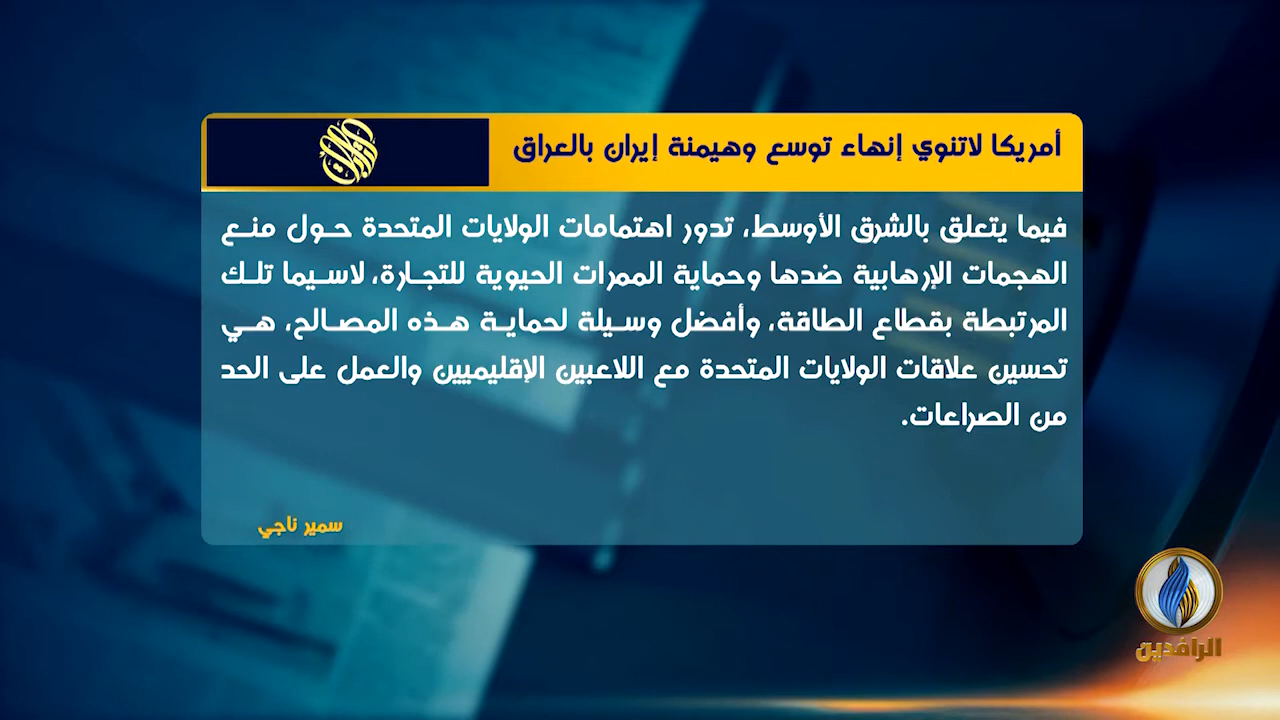 أمريكا لاتنوي إنهاء توسع وهيمنة إيران بالعراق
فيما يتعلق بالشرق الأوسط، تدور اهتمامات الولايات المتحدة حول منع
الهجمات الإرهابية ضدها وحماية الممرات الحيوية للتجارة، لاسيما تلك
المرتبطة بقطاع الطاقة، وأفضل وسيلة لحماية هذه المصالح، هي
تحسين علاقات الولايات المتحدة مع اللاعبين الإقليميين والعمل على الحد
من الصراعات.
سمير ناجي
الرافدين